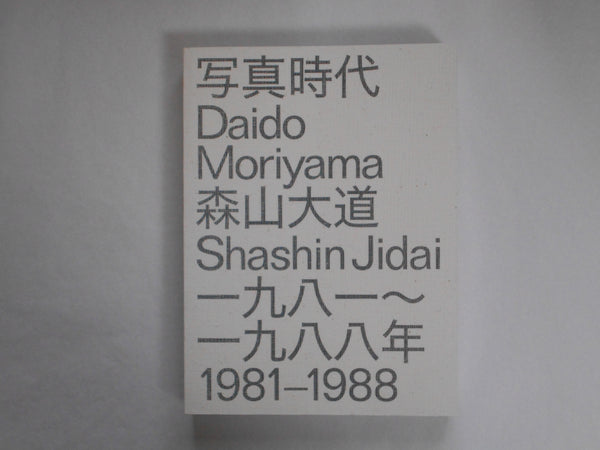 写真時代
Daido
Moriyama
森山大道
Shashin Jidai
一九八一〜
一九八八年
1981–1988